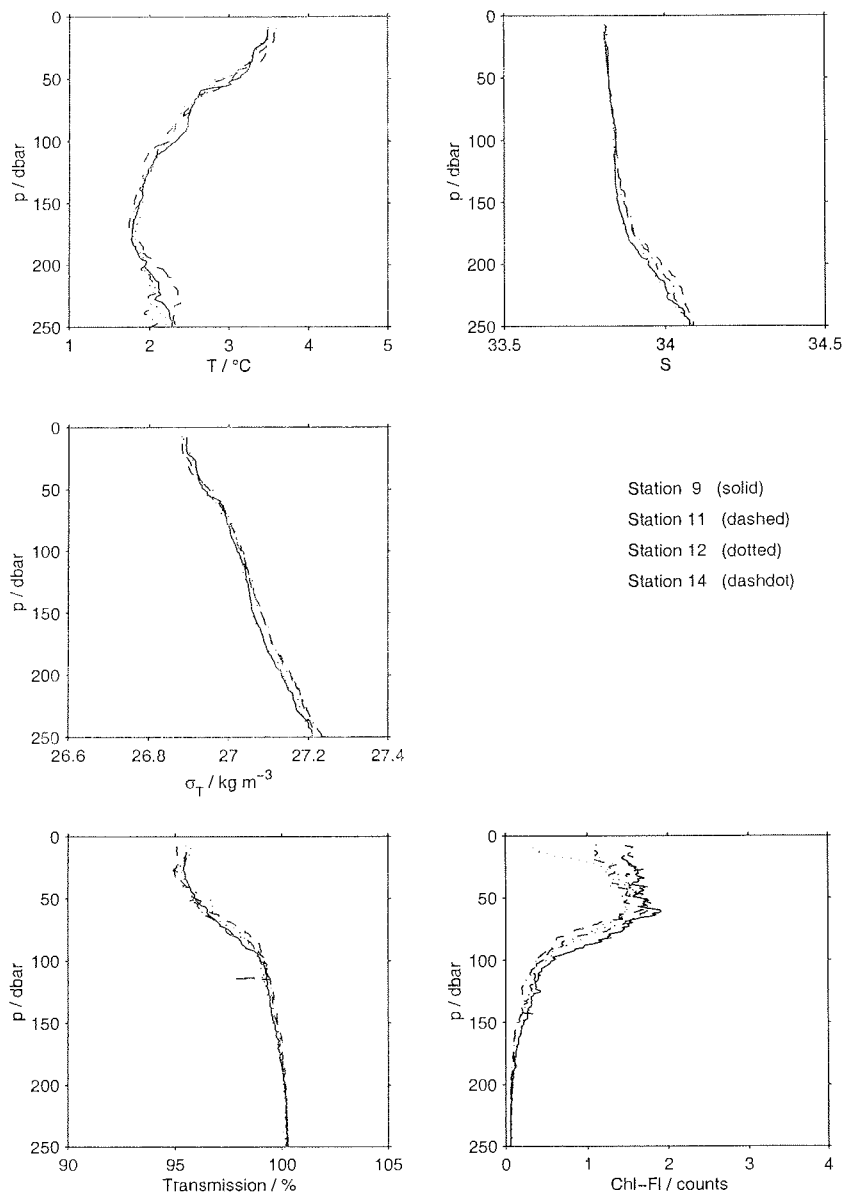 0
50
100
150
200
250
p / dbar
1 2 3 4 5
T / °C
0
50
100
150
200
250
p / dbar
33.5 34 34.5
S
0
50
100
150
200
250
p / dbar
26.6 26.8 27 27.2 27.4
σT / kg m−3
Station 9 (solid)
Station 11 (dashed)
Station 12 (dotted)
Station 14 (dashdot)
0
50
100
150
200
250
p / dbar
90 95 100 105
Transmission / %
0
50
100
150
200
250
p / dbar
0 1 2 3 4
Chl–Fl / counts